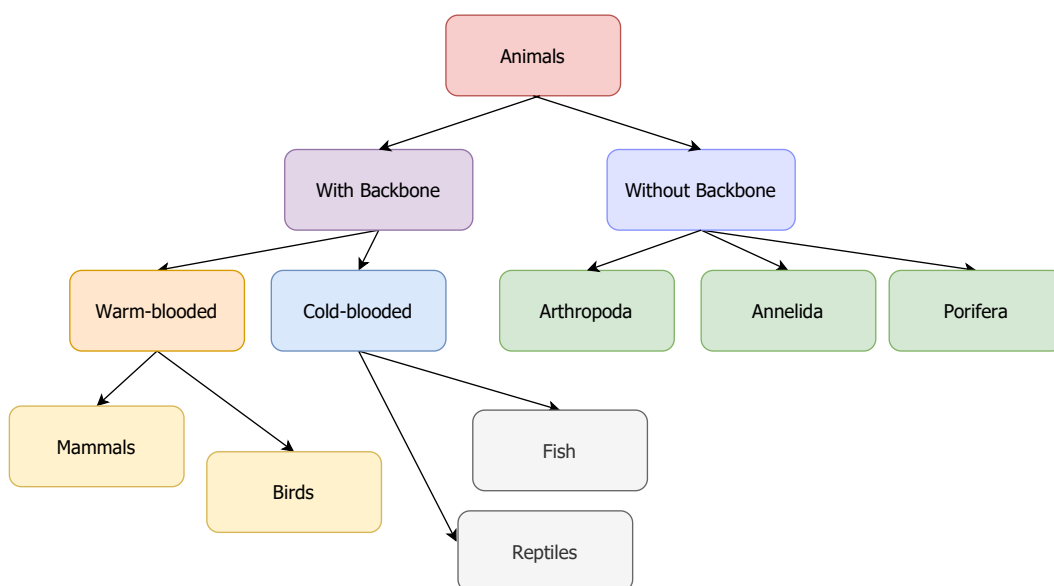 Animals
With Backbone
Without Backbone
Warm-blooded
Cold-blooded
Arthropoda
Annelida
Porifera
Mammals
Fish
Birds
Reptiles